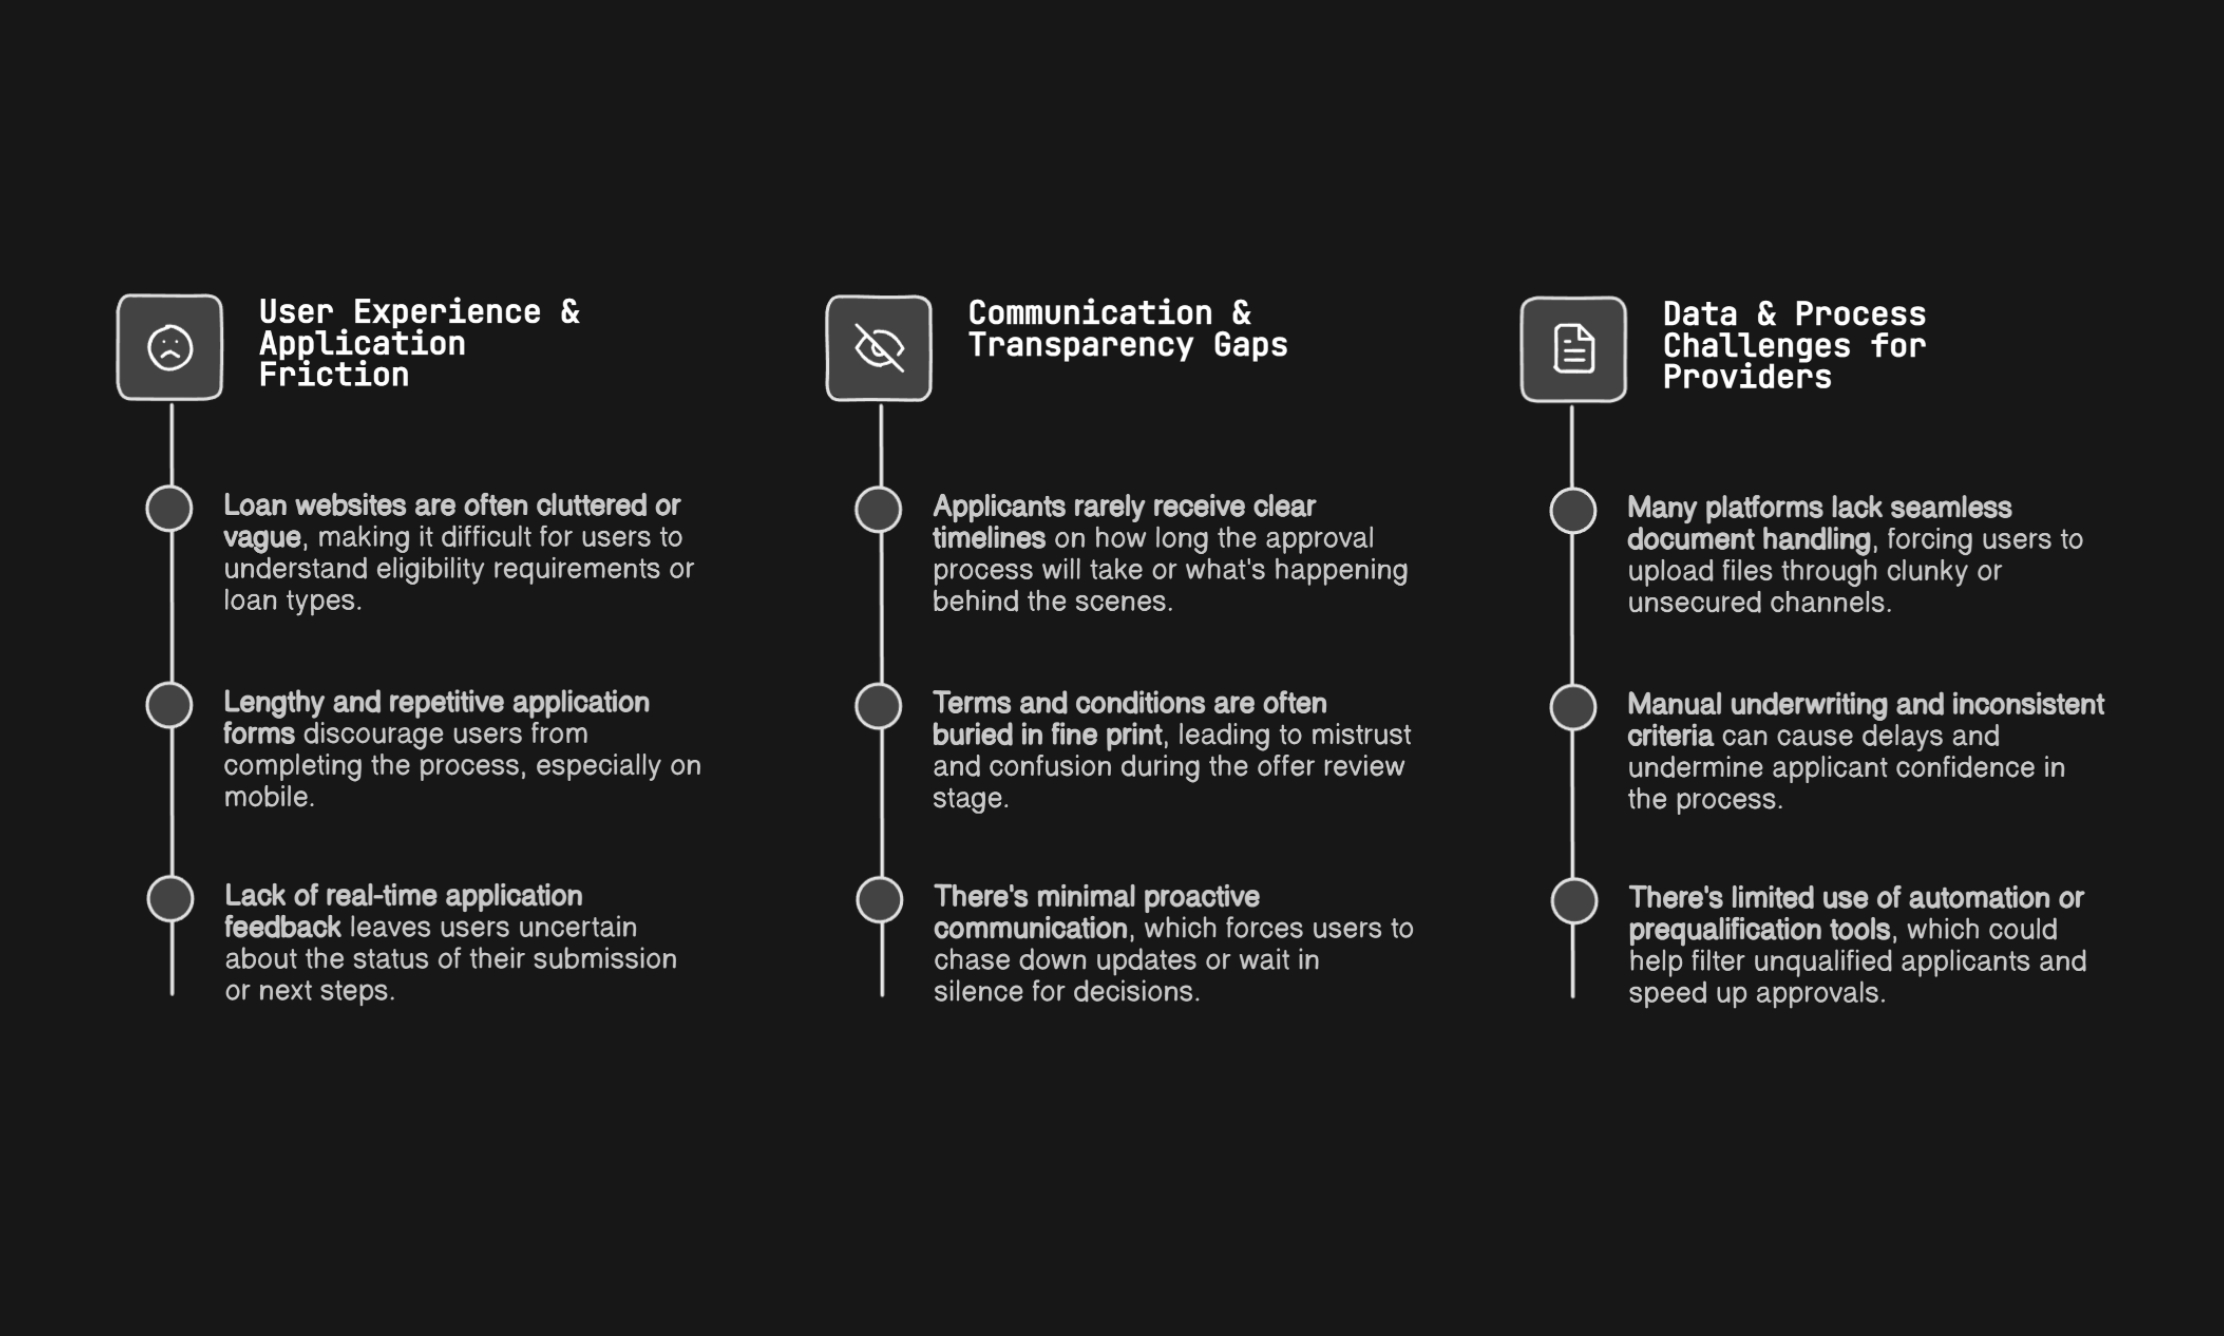 User Experience &
Application
Friction
Loan websites are often cluttered or
vague, making it difficult for users to
understand eligibility requirements or
loan types.
Lengthy and repetitive application
forms discourage users from
completing the process, especially on
mobile.
Lack of real-time application
feedback leaves users uncertain
about the status of their submission
or next steps.
Communication &
Transparency Gaps
Applicants rarely receive clear
timelines on how long the approval
process will take or what's happening
behind the scenes.
Terms and conditions are often
buried in fine print, leading to mistrust
and confusion during the offer review
stage.
There's minimal proactive
communication, which forces users to
chase down updates or wait in
silence for decisions.
Data & Process
Challenges for
Providers
Many platforms lack seamless
document handling, forcing users to
upload files through clunky or
unsecured channels.
Manual underwriting and inconsistent
criteria can cause delays and
undermine applicant confidence in
the process.
There's limited use of automation or
prequalification tools, which could
help filter unqualified applicants and
speed up approvals.